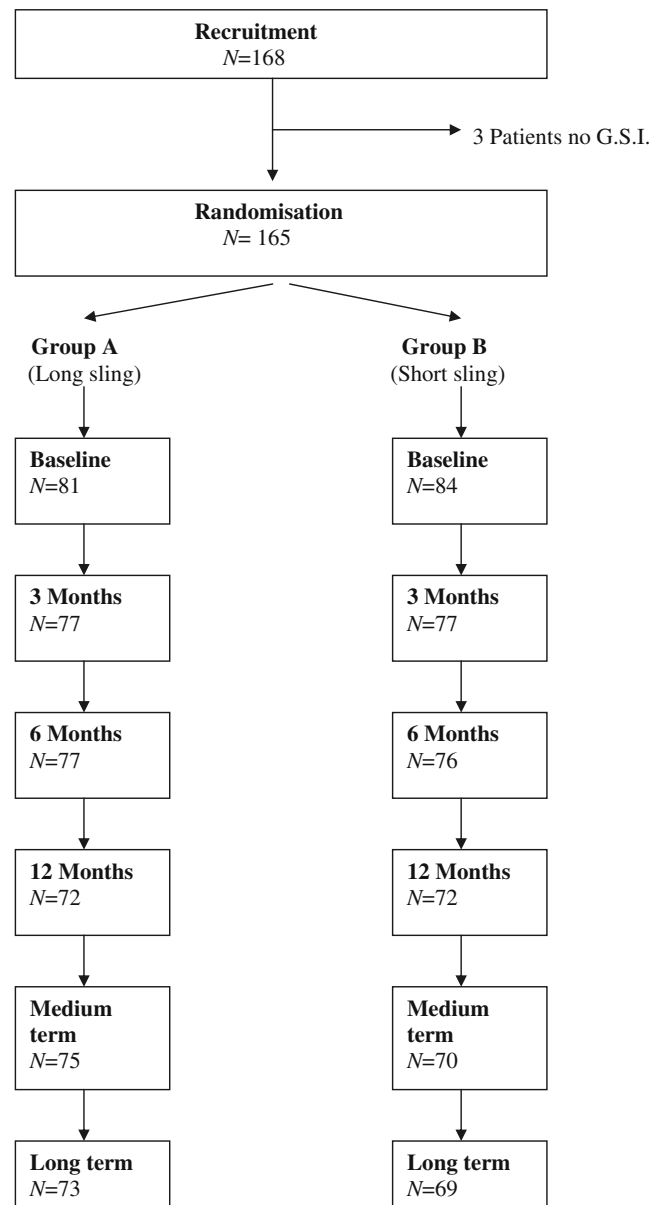 Recruitment
N=168
3 Patients no G.S.I.
Randomisation
N= 165
Group A
(Long sling)
Group B
(Short sling)
Baseline
N=81
Baseline
N=84
3 Months
N=77
3 Months
N=77
6 Months
N=77
6 Months
N=76
12 Months
N=72
12 Months
N=72
Medium
term
N=75
Medium
term
N=70
Long term
N=73
Long term
N=69